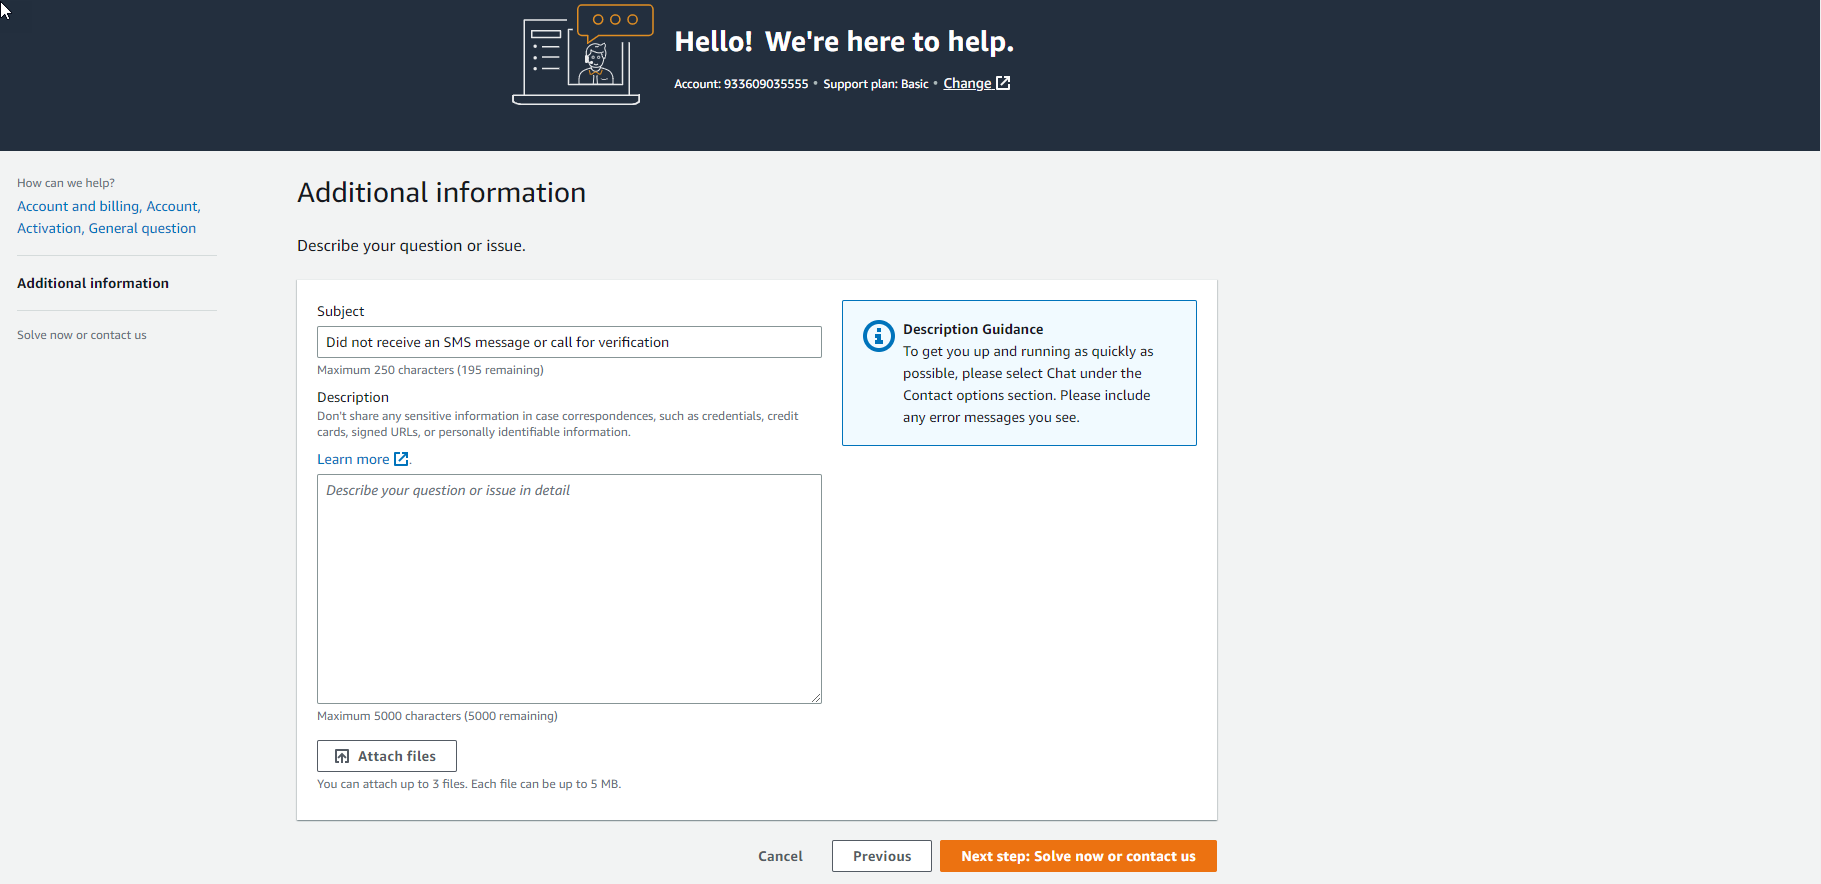 Hello! We're here to help.
Account: 933609035555 • Support plan: Basic • Change
How can we help?
Account and billing, Account,
Activation, General question
Additional information
Solve now or contact us
Additional information
Describe your question or issue.
Subject
Did not receive an SMS message or call for verification
Maximum 250 characters (195 remaining)
Description
Don't share any sensitive information in case correspondences, such as credentials, credit
cards, signed URLs, or personally identifiable information.
Learn more .
Describe your question or issue in detail
Maximum 5000 characters (5000 remaining)
Attach files
You can attach up to 3 files. Each file can be up to 5 MB.
Description Guidance
To get you up and running as quickly as
possible, please select Chat under the
Contact options section. Please include
any error messages you see.
Cancel
Previous
Next step: Solve now or contact us